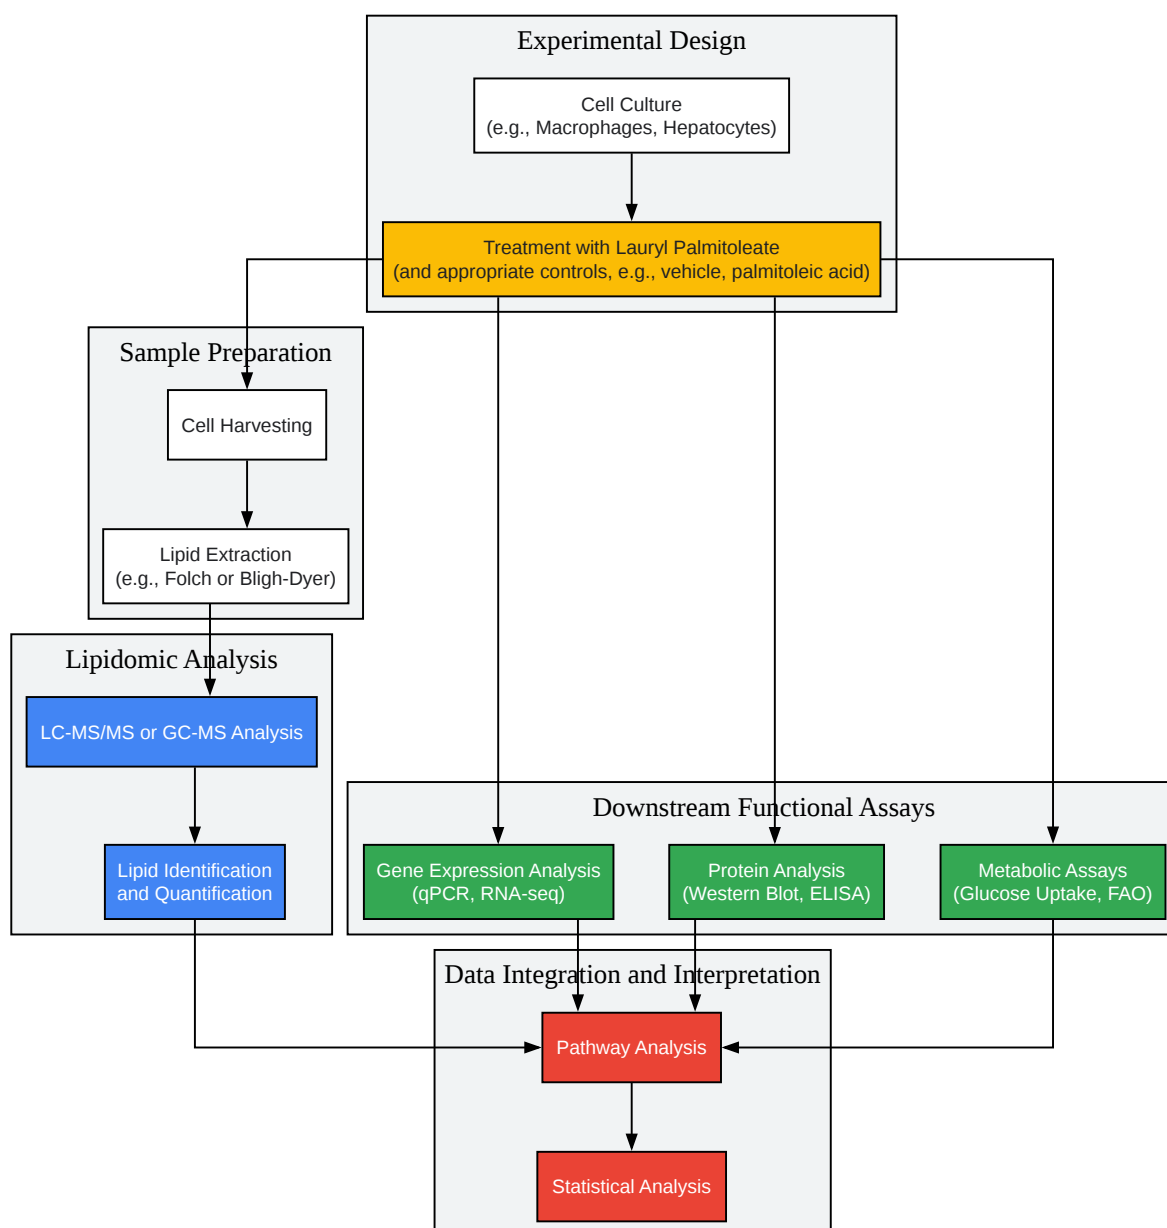 Experimental Design
Cell Culture
(e.g., Macrophages, Hepatocytes)
Treatment with Lauryl Palmitoleate
(and appropriate controls, e.g., vehicle, palmitoleic acid)
Sample Preparation
Cell Harvesting
Lipid Extraction
(e.g., Folch or Bligh-Dyer)
Lipidomic Analysis
LC-MS/MS or GC-MS Analysis
Lipid Identification
and Quantification
Downstream Functional Assays
Gene Expression Analysis
(qPCR, RNA-seq)
Protein Analysis
(Western Blot, ELISA)
Metabolic Assays
(Glucose Uptake, FAO)
Data Integration and Interpretation
Pathway Analysis
Statistical Analysis